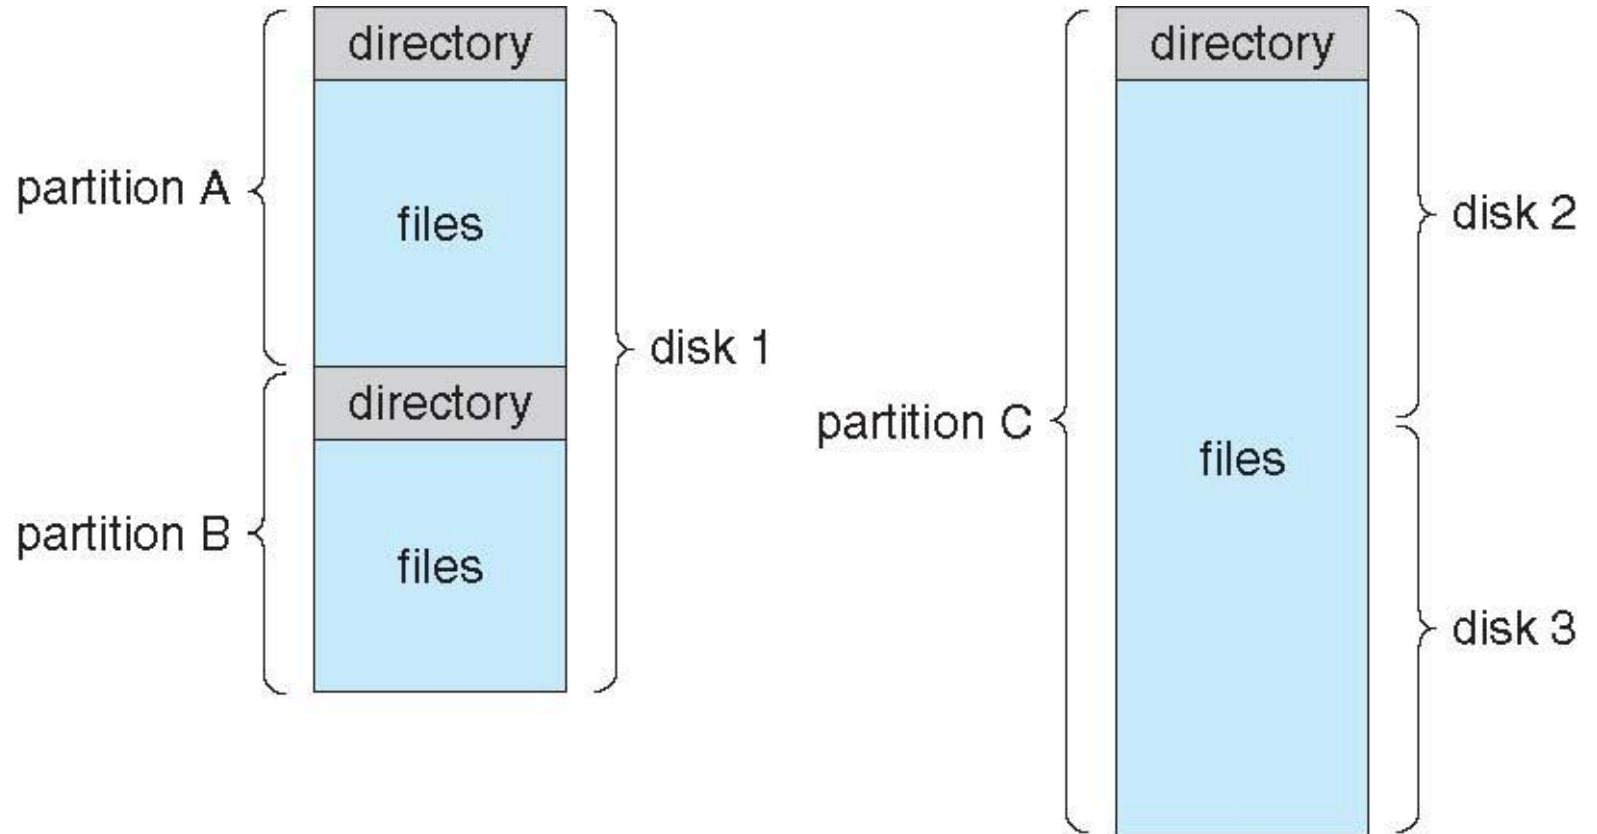 directory
partition A
files
disk 1
directory
partition B
files
directory
disk 2
partition C
files
disk 3